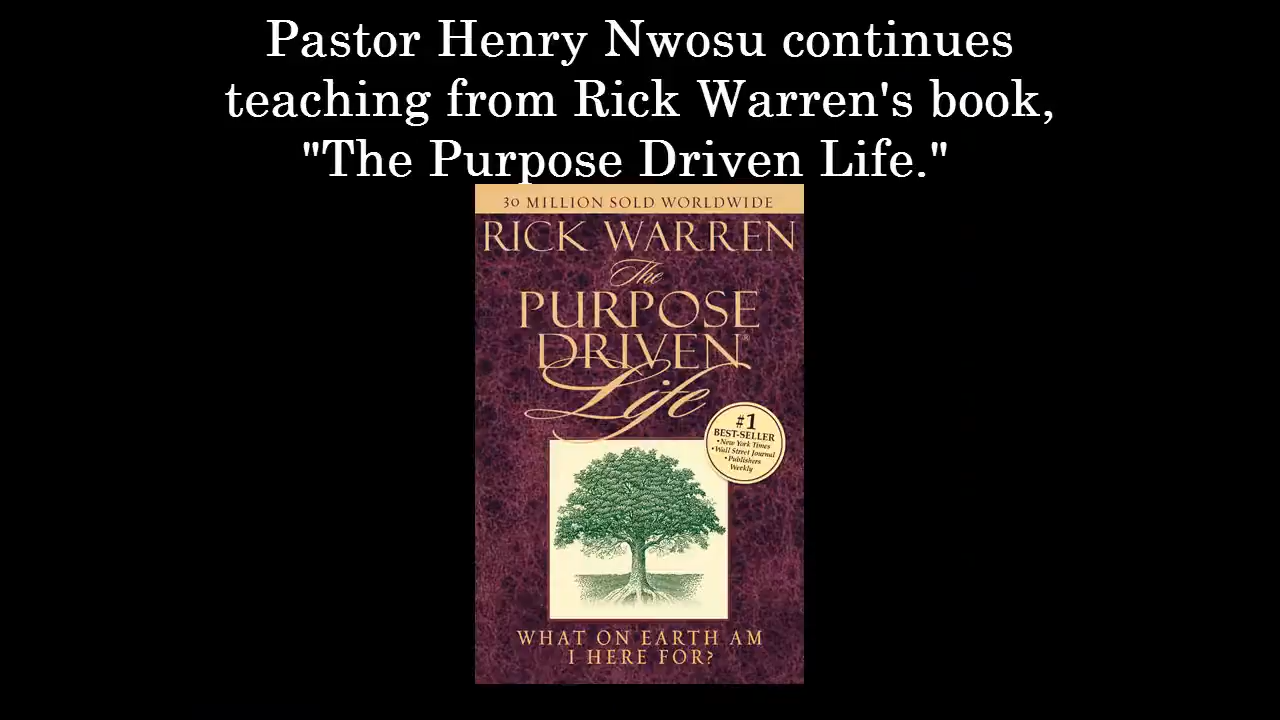 Pastor Henry Nwosu continues
teaching from Rick Warren's book,
"The Purpose Driven Life."
30 MILLION SOLD WORLDWIDE
RICK WARREN
The
PURPOSE
DRIVEN®
Life
#1
BEST-SELLER
•New York Times
•Wall Street Journal
•Publishers
Weekly
WHAT ON EARTH AM
I HERE FOR?